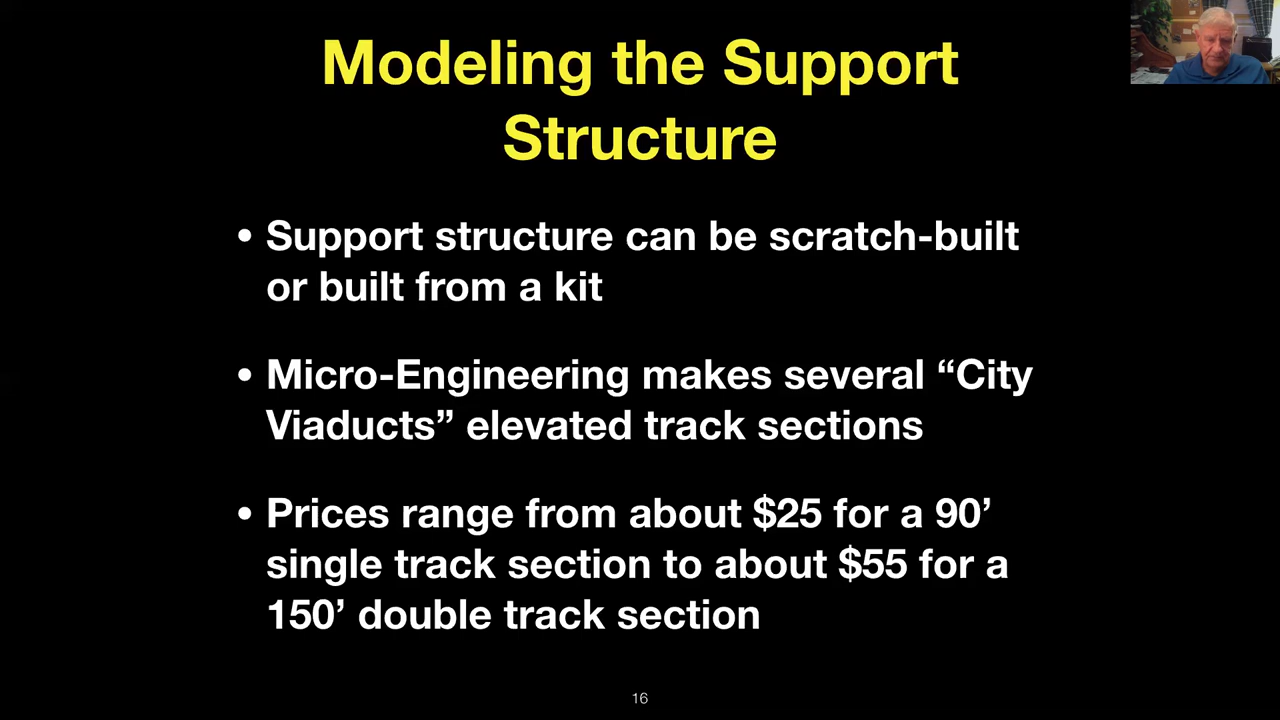 Modeling the Support
Structure
• Support structure can be scratch-built
or built from a kit
• Micro-Engineering makes several “City
Viaducts” elevated track sections
• Prices range from about $25 for a 90’
single track section to about $55 for a
150’ double track section
16